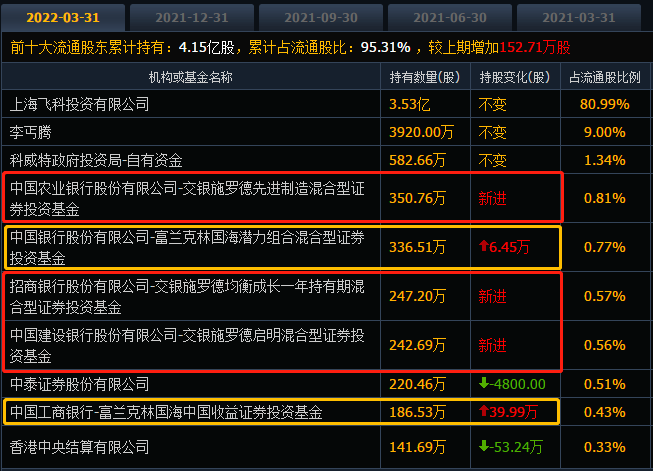 2022-03-31 2021-12-31 2021-09-30 2021-06-30 2021-03-31
前十大流通股东累计持有：4.15亿股，累计占流通股比：95.31% ，较上期增加152.71万股
机构或基金名称 持有数量(股) 持股变化(股) 占流通股比例
上海飞科投资有限公司 3.53亿 不变 80.99%
李丐腾 3920.00万 不变 9.00%
科威特政府投资局-自有资金 582.66万 不变 1.34%
中国农业银行股份有限公司-交银施罗德先进制造混合型证
券投资基金 350.76万 新进 0.81%
中国银行股份有限公司-富兰克林国海潜力组合混合型证券
投资基金 336.51万 6.45万 0.77%
招商银行股份有限公司-交银施罗德均衡成长一年持有期混
合型证券投资基金 247.20万 新进 0.57%
中国建设银行股份有限公司-交银施罗德启明混合型证券投
资基金 242.69万 新进 0.56%
中泰证券股份有限公司 220.46万 -4800.00 0.51%
中国工商银行-富兰克林国海中国收益证券投资基金 186.53万 39.99万 0.43%
香港中央结算有限公司 141.69万 -53.24万 0.33%